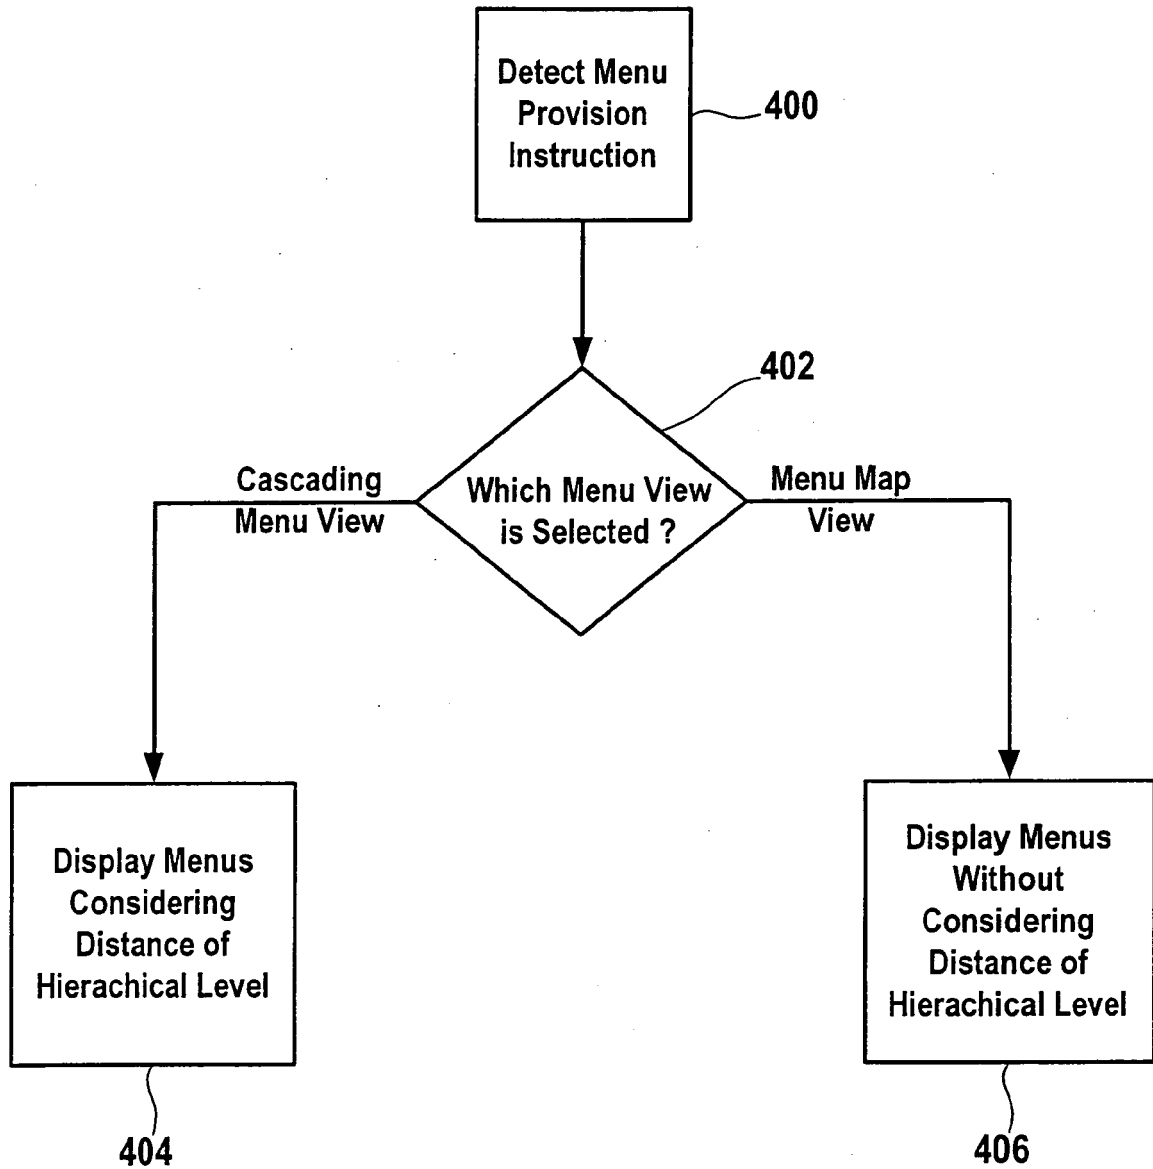 Detect Menu
Provision
Instruction
400
402
Cascading
Menu View
Which Menu View
is Selected ?
Menu Map
View
Display Menus
Considering
Distance of
Hierachical Level
404
Display Menus
Without
Considering
Distance of
Hierachical Level
406